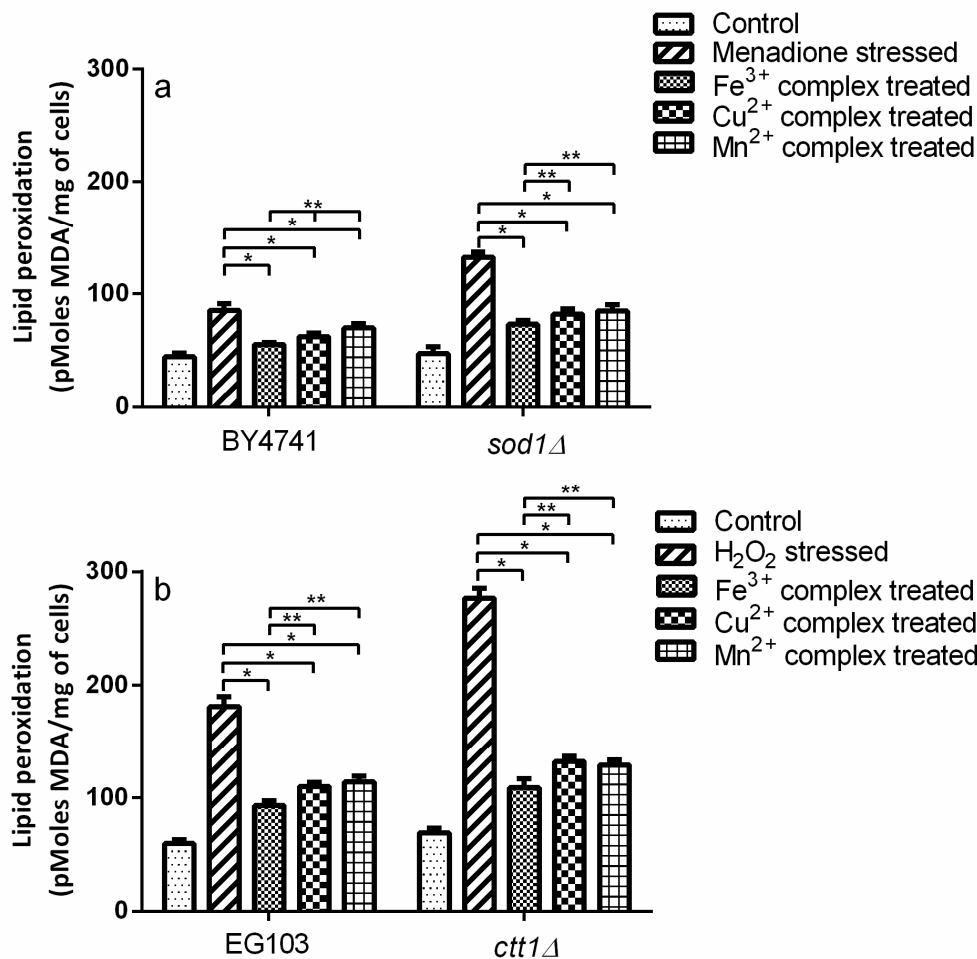 Control
Menadione stressed
Fe³⁺ complex treated
Cu²⁺ complex treated
Mn²⁺ complex treated
a
Lipid peroxidation
(pMoles MDA/mg of cells)
300
200
100
0
**
*
*
*
**
**
*
*
*
BY4741
sod1Δ
Control
H₂O₂ stressed
Fe³⁺ complex treated
Cu²⁺ complex treated
Mn²⁺ complex treated
b
Lipid peroxidation
(pMoles MDA/mg of cells)
300
200
100
0
**
**
*
*
*
**
**
*
*
*
EG103
ctt1Δ